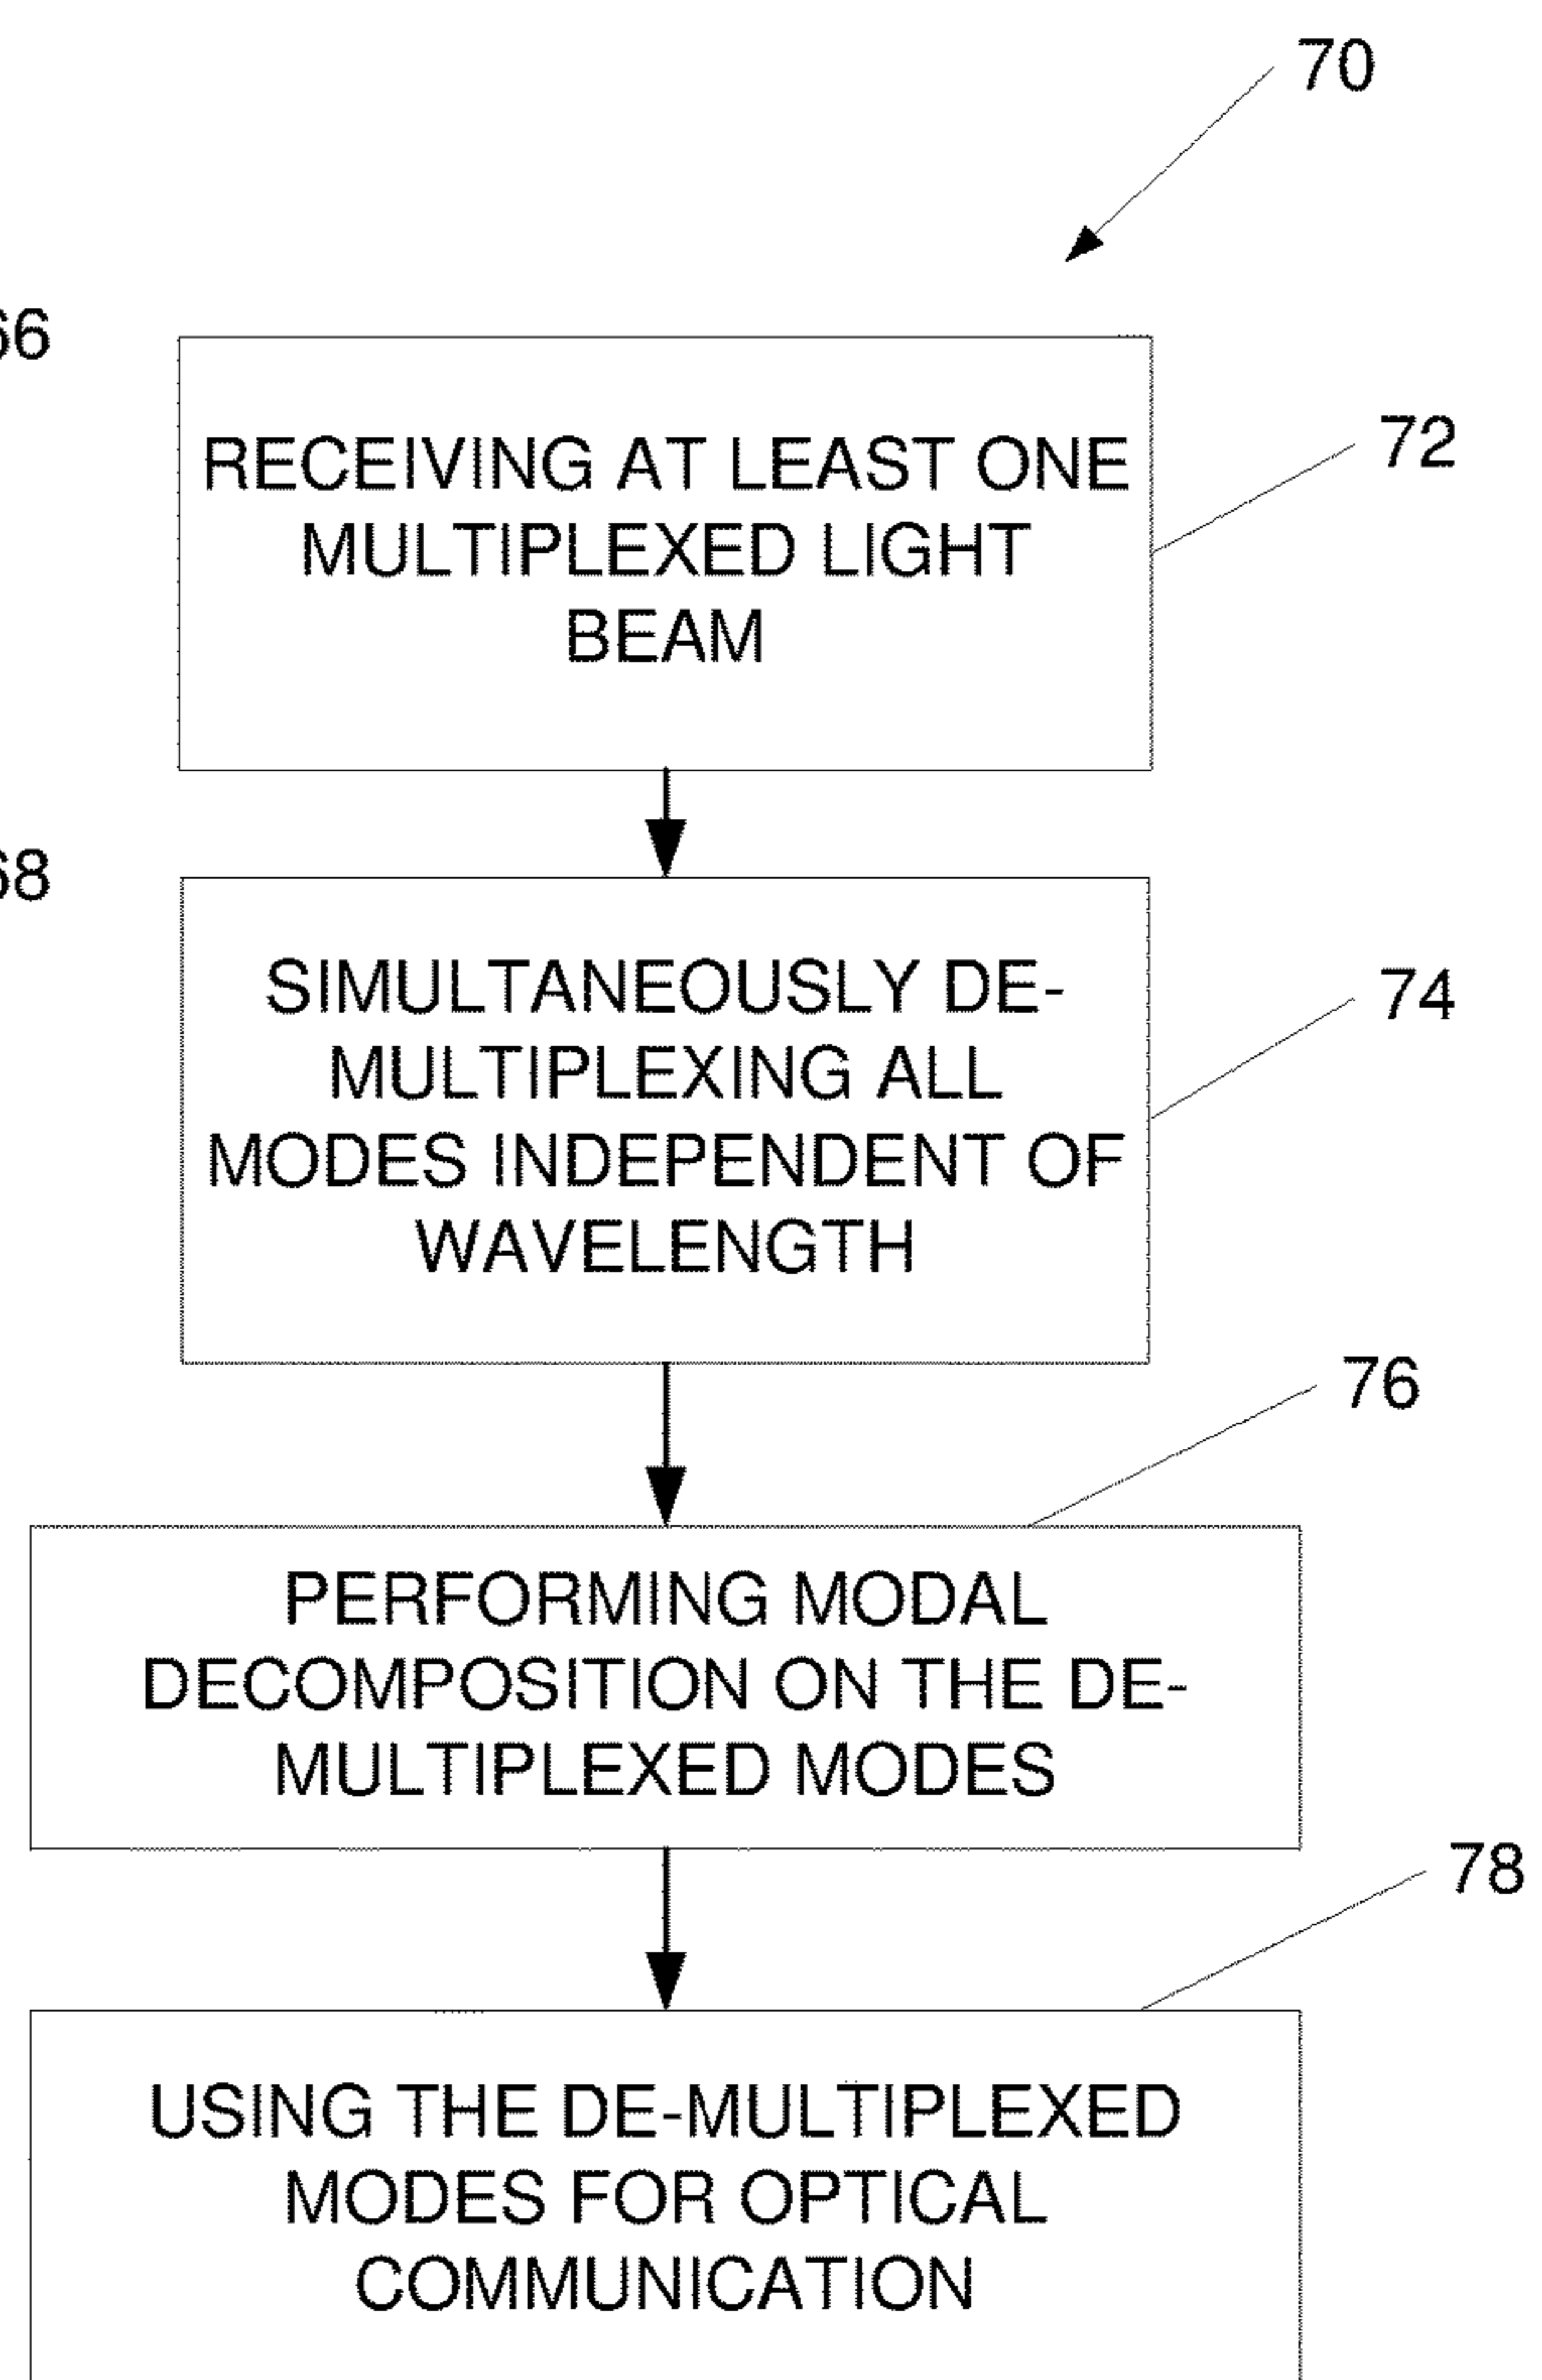 70
66
RECEIVING AT LEAST ONE
MULTIPLEXED LIGHT
BEAM
72
68
SIMULTANEOUSLY DE-
MULTIPLEXING ALL
MODES INDEPENDENT OF
WAVELENGTH
74
76
PERFORMING MODAL
DECOMPOSITION ON THE DE-
MULTIPLEXED MODES
78
USING THE DE-MULTIPLEXED
MODES FOR OPTICAL
COMMUNICATION